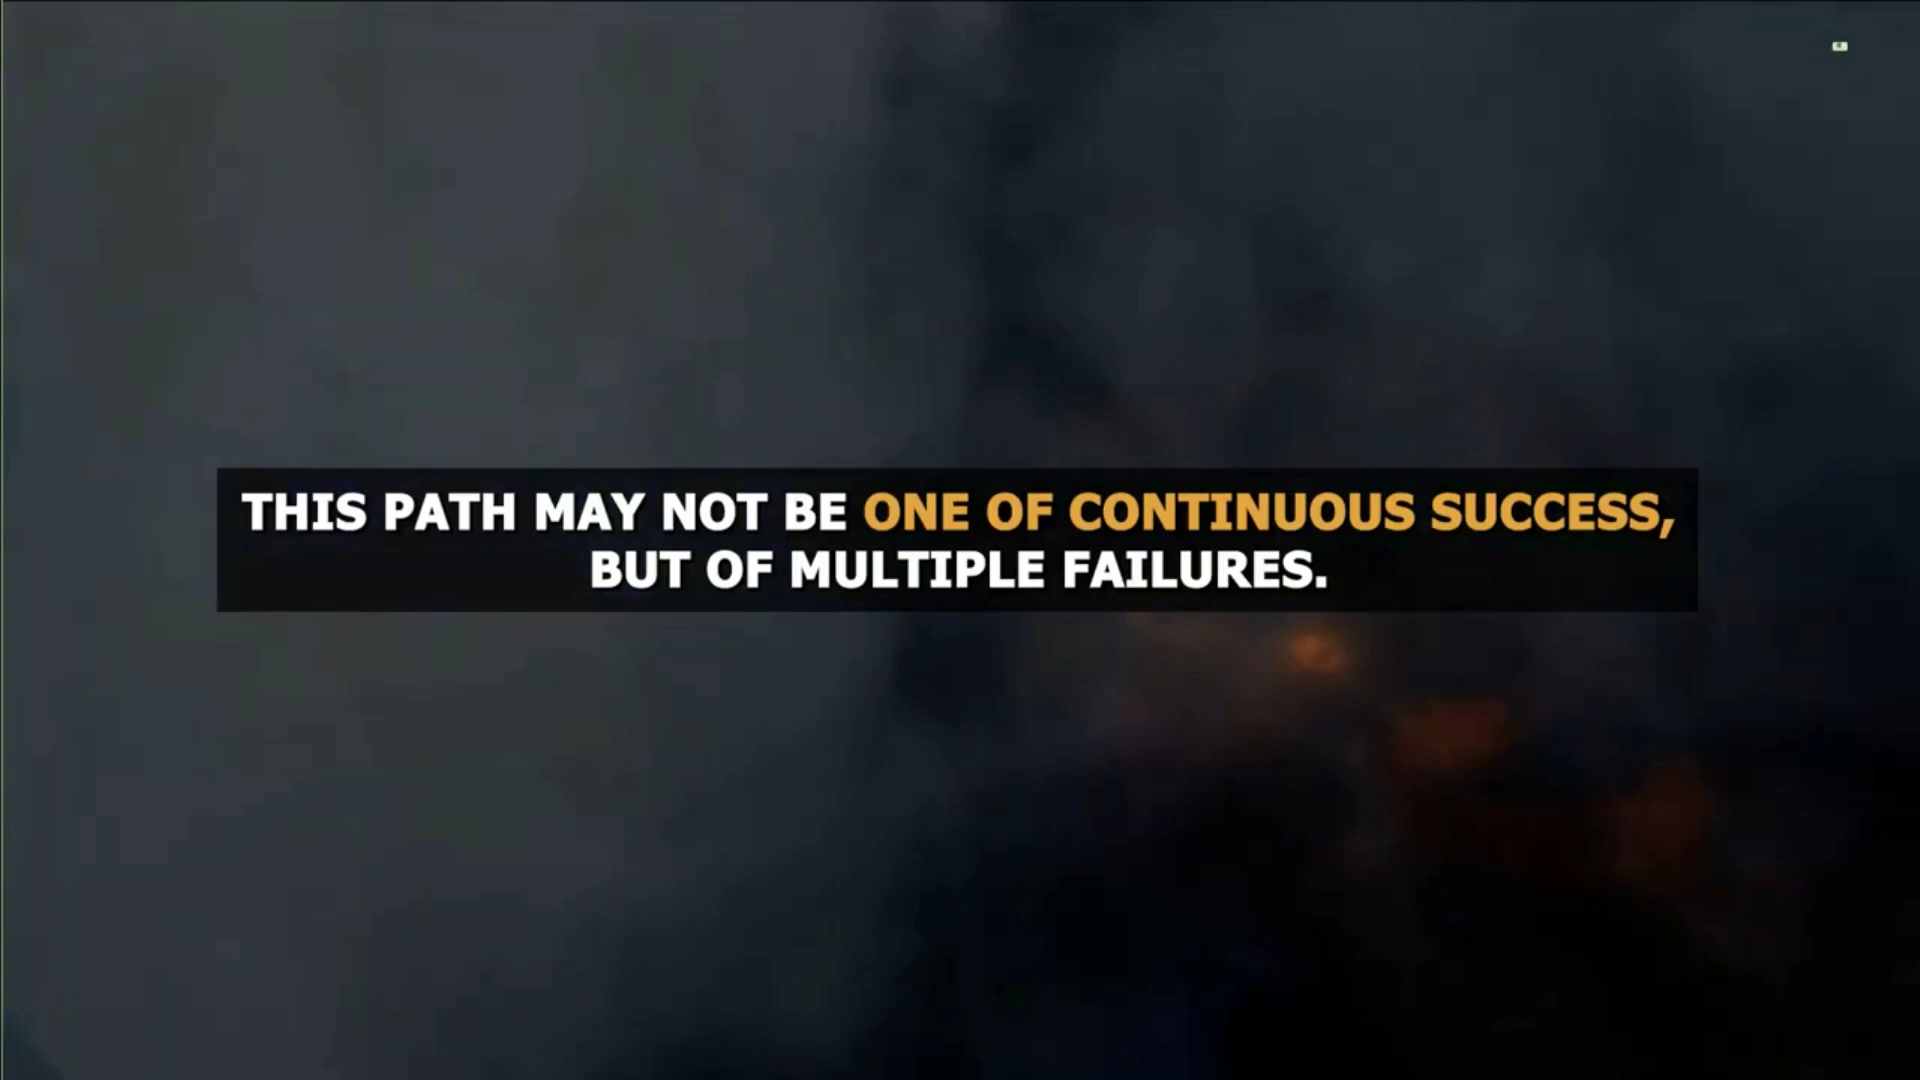 THIS PATH MAY NOT BE ONE OF CONTINUOUS SUCCESS,
BUT OF MULTIPLE FAILURES.